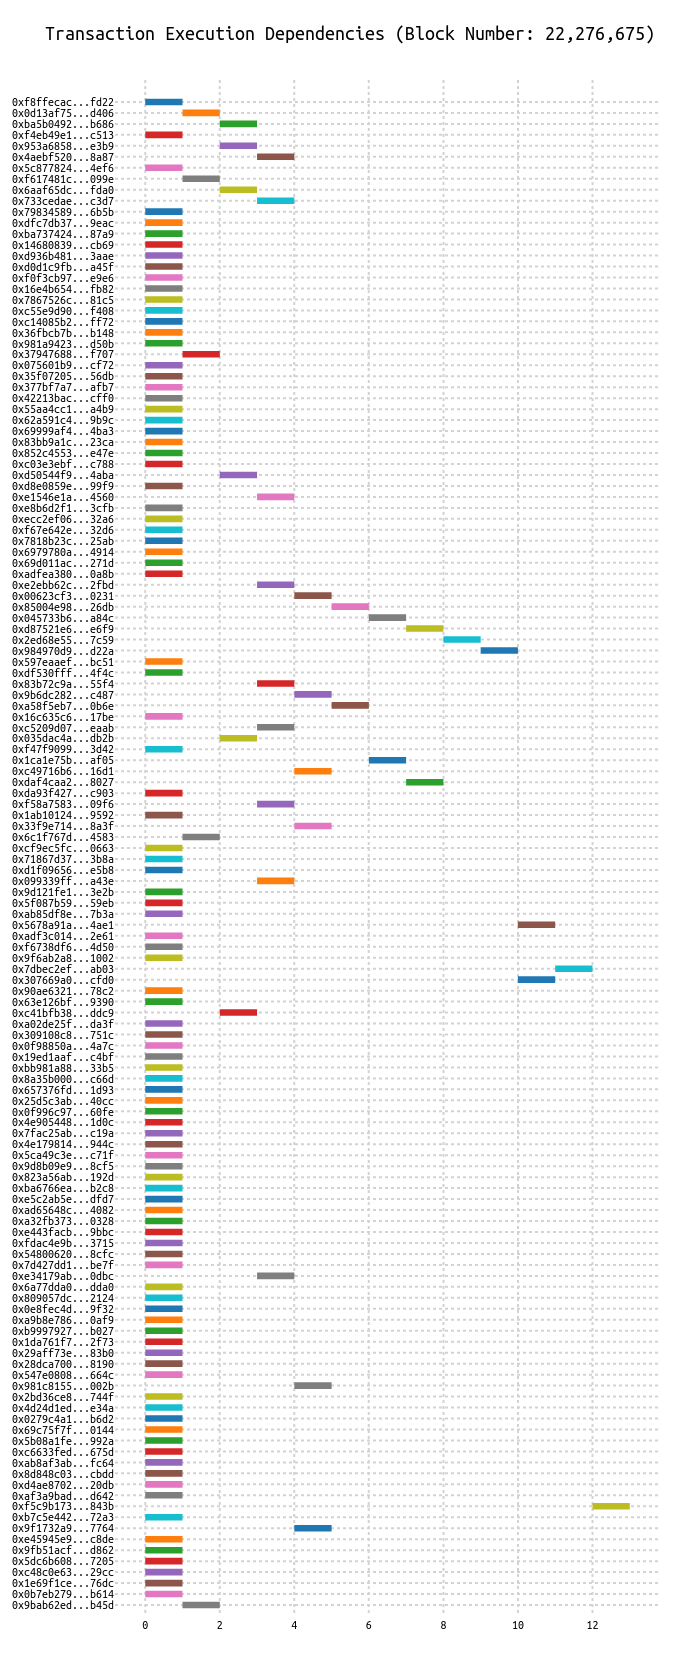 Transaction Execution Dependencies (Block Number: 22,276,675)
0xf8ffecac...fd22
0x0d13af75...d406
0xba5b0492...b686
0xf4eb49e1...c513
0x953a6858...e3b9
0x4aebf520...8a87
0x5c877824...4ef6
0xf617481c...099e
0x6aaf65dc...fda0
0x733cedae...c3d7
0x79834589...6b5b
0xdfc7db37...9eac
0xba737424...87a9
0x14680839...cb69
0xd936b481...3aae
0xd0d1c9fb...a45f
0xf0f3cb97...e9e6
0x16e4b654...fb82
0x7867526c...81c5
0xc55e9d90...f408
0xc14085b2...ff72
0x36fbcb7b...b148
0x981a9423...d50b
0x37947688...f707
0x075601b9...cf72
0x35f07205...56db
0x377bf7a7...afb7
0x42213bac...cff0
0x55aa4cc1...a4b9
0x62a591c4...9b9c
0x69999af4...4ba3
0x83bb9a1c...23ca
0x852c4553...e47e
0xc03e3ebf...c788
0xd50544f9...4aba
0xd8e0859e...99f9
0xe1546e1a...4560
0xe8b6d2f1...3cfb
0xecc2ef06...32a6
0xf67e642e...32d6
0x7818b23c...25ab
0x6979780a...4914
0x69d011ac...271d
0xadfea380...0a8b
0xe2ebb62c...2fbd
0x00623cf3...0231
0x85004e98...26db
0x045733b6...a84c
0xd87521e6...e6f9
0x2ed68e55...7c59
0x984970d9...d22a
0x597eaaef...bc51
0xdf530fff...4f4c
0x83b72c9a...55f4
0x9b6dc282...c487
0xa58f5eb7...0b6e
0x16c635c6...17be
0xc5209d07...eaab
0x035dac4a...db2b
0xf47f9099...3d42
0x1ca1e75b...af05
0xc49716b6...16d1
0xdaf4caa2...8027
0xda93f427...c903
0xf58a7583...09f6
0x1ab10124...9592
0x33f9e714...8a3f
0x6c1f767d...4583
0xcf9ec5fc...0663
0x71867d37...3b8a
0xd1f09656...e5b8
0x099339ff...a43e
0x9d121fe1...3e2b
0x5f087b59...59eb
0xab85df8e...7b3a
0x5678a91a...4ae1
0xadf3c014...2e61
0xf6738df6...4d50
0x9f6ab2a8...1002
0x7dbec2ef...ab03
0x307669a0...cfd0
0x90ae6321...78c2
0x63e126bf...9390
0xc41bfb38...ddc9
0xa02de25f...da3f
0x309108c8...751c
0x0f98850a...4a7c
0x19ed1aaf...c4bf
0xbb981a88...33b5
0x8a35b000...c66d
0x657376fd...1d93
0x25d5c3ab...40cc
0x0f996c97...60fe
0x4e905448...1d0c
0x7fac25ab...c19a
0x4e179814...944c
0x5ca49c3e...c71f
0x9d8b09e9...8cf5
0x823a56ab...192d
0xba6766ea...b2c8
0xe5c2ab5e...dfd7
0xad65648c...4082
0xa32fb373...0328
0xe443facb...9bbc
0xfdac4e9b...3715
0x54800620...8cfc
0x7d427dd1...be7f
0xe34179ab...0dbc
0x6a77dda0...dda0
0x809057dc...2124
0x0e8fec4d...9f32
0xa9b8e786...0af9
0xb9997927...b027
0x1da761f7...2f73
0x29aff73e...83b0
0x28dca700...8190
0x547e0808...664c
0x981c8155...002b
0x2bd36ce8...744f
0x4d24d1ed...e34a
0x0279c4a1...b6d2
0x69c75f7f...0144
0x5b08a1fe...992a
0xc6633fed...675d
0xab8af3ab...fc64
0x8d848c03...cbdd
0xd4ae8702...20db
0xaf3a9bad...d642
0xf5c9b173...843b
0xb7c5e442...72a3
0x9f1732a9...7764
0xe45945e9...c8de
0x9fb51acf...d862
0x5dc6b608...7205
0xc48c0e63...29cc
0x1e69f1ce...76dc
0x0b7eb279...b614
0x9bab62ed...b45d
0 2 4 6 8 10 12